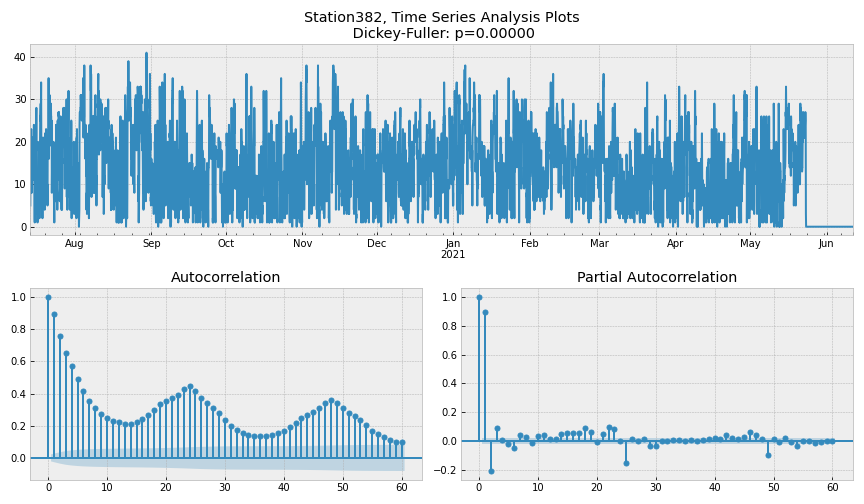 Station382, Time Series Analysis Plots
Dickey-Fuller: p=0.00000
40
30
20
10
0
Aug Sep Oct Nov Dec Jan Feb Mar Apr May Jun
2021
Autocorrelation
1.0
0.8
0.6
0.4
0.2
0.0
0 10 20 30 40 50 60
Partial Autocorrelation
1.0
0.8
0.6
0.4
0.2
0.0
−0.2
0 10 20 30 40 50 60